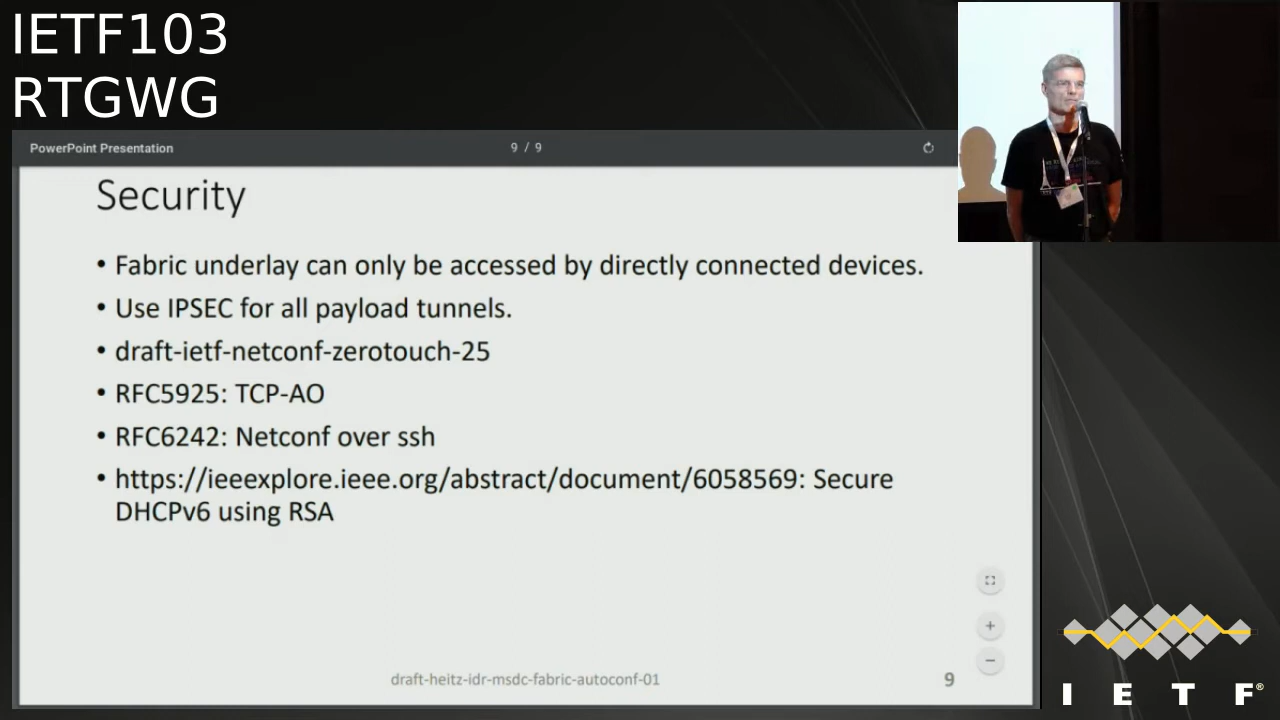 IETF103
RTGWG
PowerPoint Presentation
9 / 9
Security
• Fabric underlay can only be accessed by directly connected devices.
• Use IPSEC for all payload tunnels.
• draft-ietf-netconf-zerotouch-25
• RFC5925: TCP-AO
• RFC6242: Netconf over ssh
• https://ieeexplore.ieee.org/abstract/document/6058569: Secure
DHCPv6 using RSA
draft-heitz-idr-msdc-fabric-autoconf-01
9
I E T F®